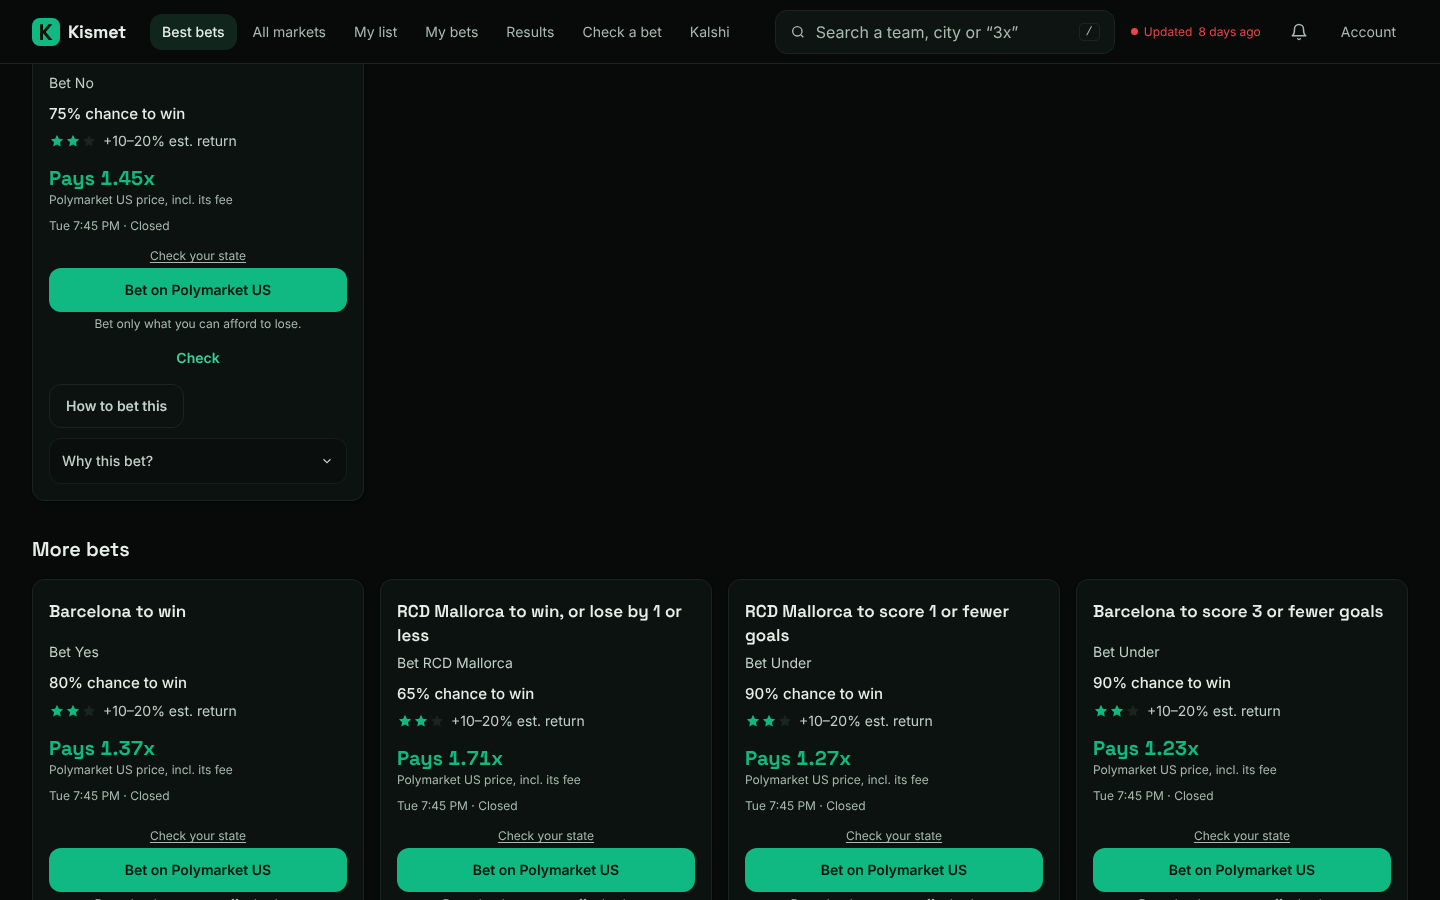 Kismet
Best bets
All markets
My list
My bets
Results
Check a bet
Kalshi
Search a team, city or “3x”
/
Updated 8 days ago
Account
Bet No
75% chance to win
+10–20% est. return
Pays 1.45x
Polymarket US price, incl. its fee
Tue 7:45 PM · Closed
Check your state
Bet on Polymarket US
Bet only what you can afford to lose.
Check
How to bet this
Why this bet?
More bets
Barcelona to win
Bet Yes
80% chance to win
+10–20% est. return
Pays 1.37x
Polymarket US price, incl. its fee
Tue 7:45 PM · Closed
Check your state
Bet on Polymarket US
RCD Mallorca to win, or lose by 1 or
less
Bet RCD Mallorca
65% chance to win
+10–20% est. return
Pays 1.71x
Polymarket US price, incl. its fee
Tue 7:45 PM · Closed
Check your state
Bet on Polymarket US
RCD Mallorca to score 1 or fewer
goals
Bet Under
90% chance to win
+10–20% est. return
Pays 1.27x
Polymarket US price, incl. its fee
Tue 7:45 PM · Closed
Check your state
Bet on Polymarket US
Barcelona to score 3 or fewer goals
Bet Under
90% chance to win
+10–20% est. return
Pays 1.23x
Polymarket US price, incl. its fee
Tue 7:45 PM · Closed
Check your state
Bet on Polymarket US